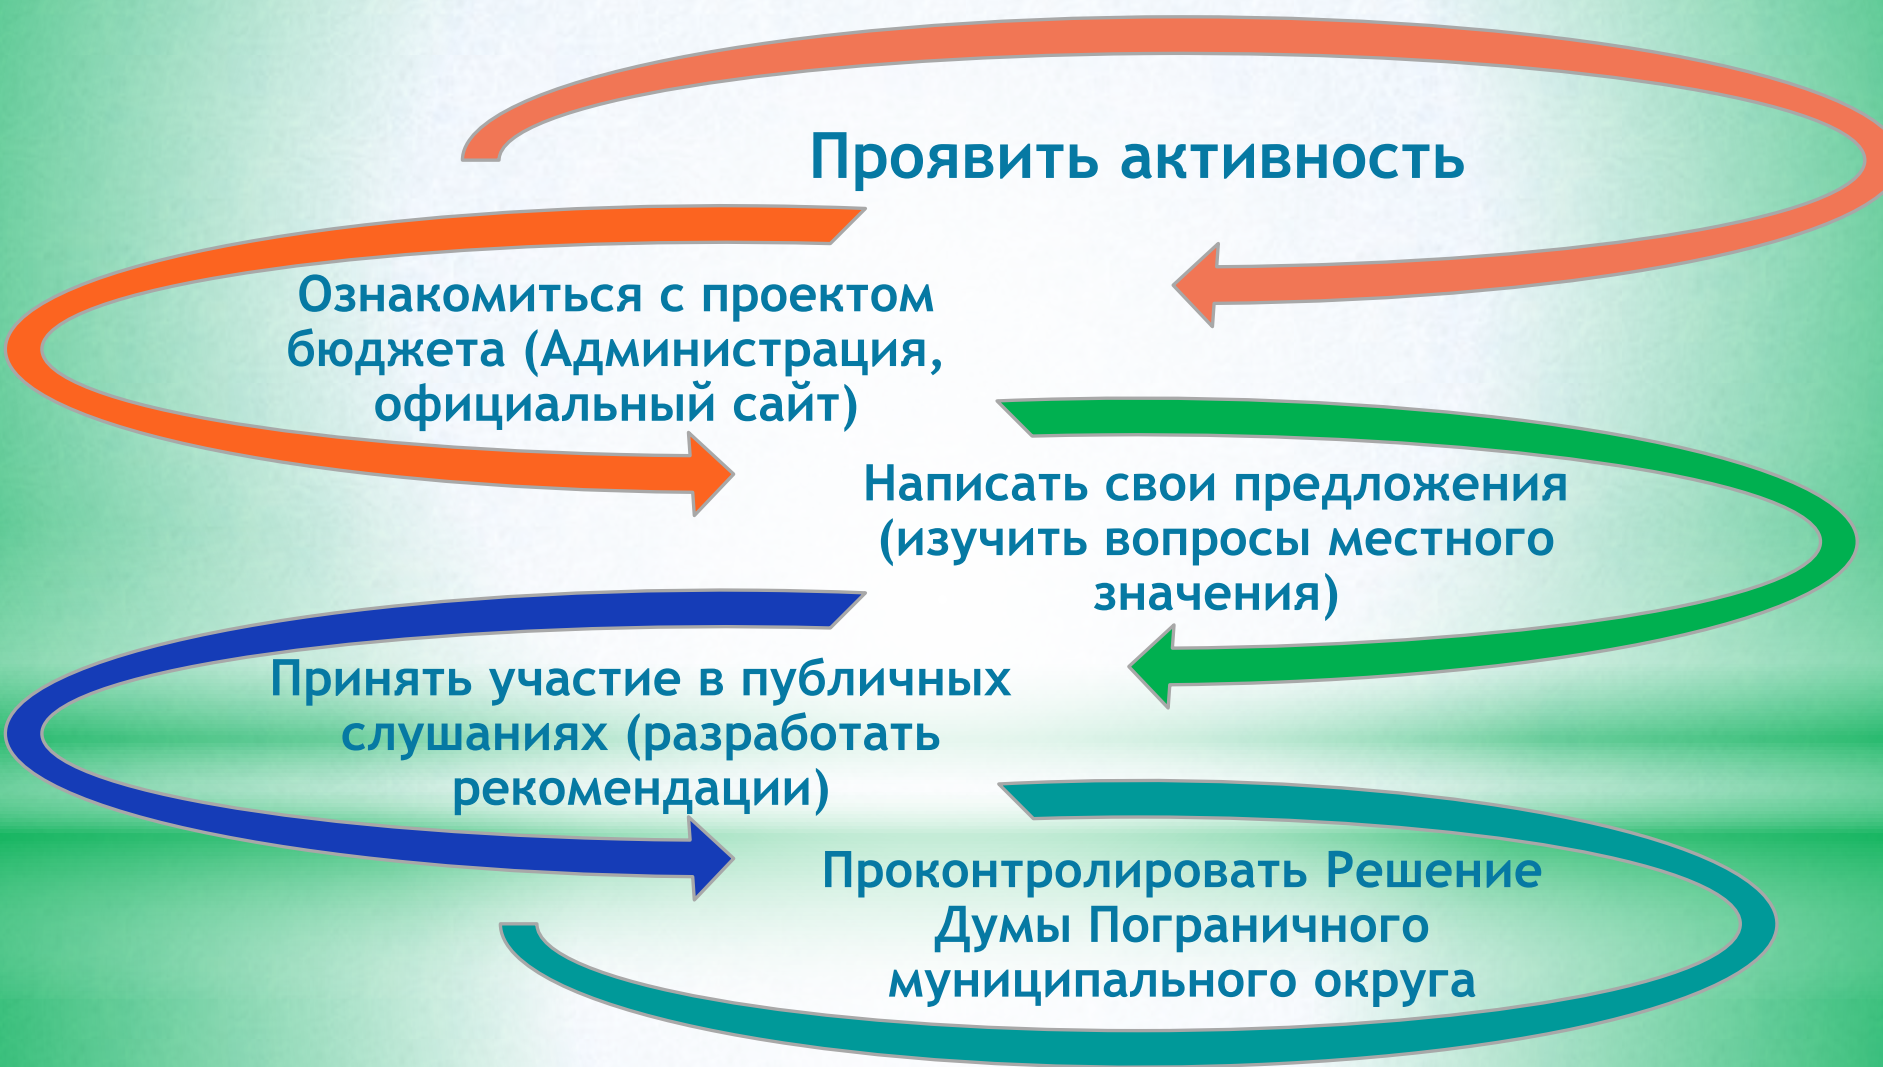 Проявить активность
Ознакомиться с проектом
бюджета (Администрация,
официальный сайт)
Написать свои предложения
(изучить вопросы местного
значения)
Принять участие в публичных
слушаниях (разработать
рекомендации)
Проконтролировать Решение
Думы Пограничного
муниципального округа